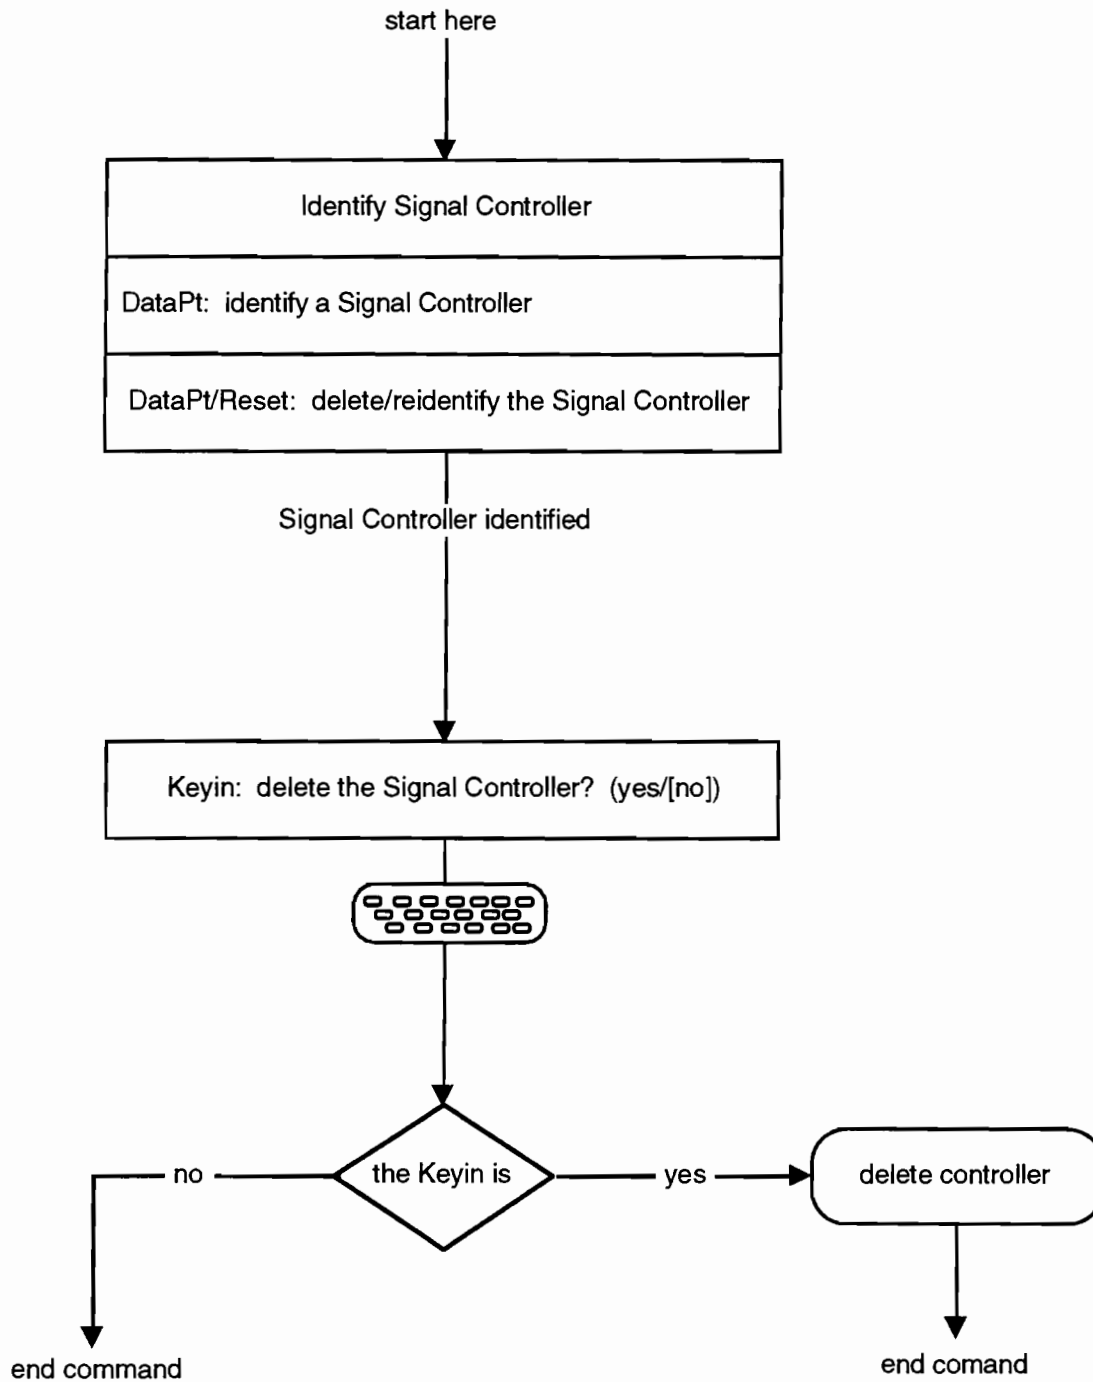 start here
Identify Signal Controller
DataPt: identify a Signal Controller
DataPt/Reset: delete/reidentify the Signal Controller
Signal Controller identified
Keyin: delete the Signal Controller? (yes/[no])
no
the Keyin is
yes
delete controller
end command
end comand